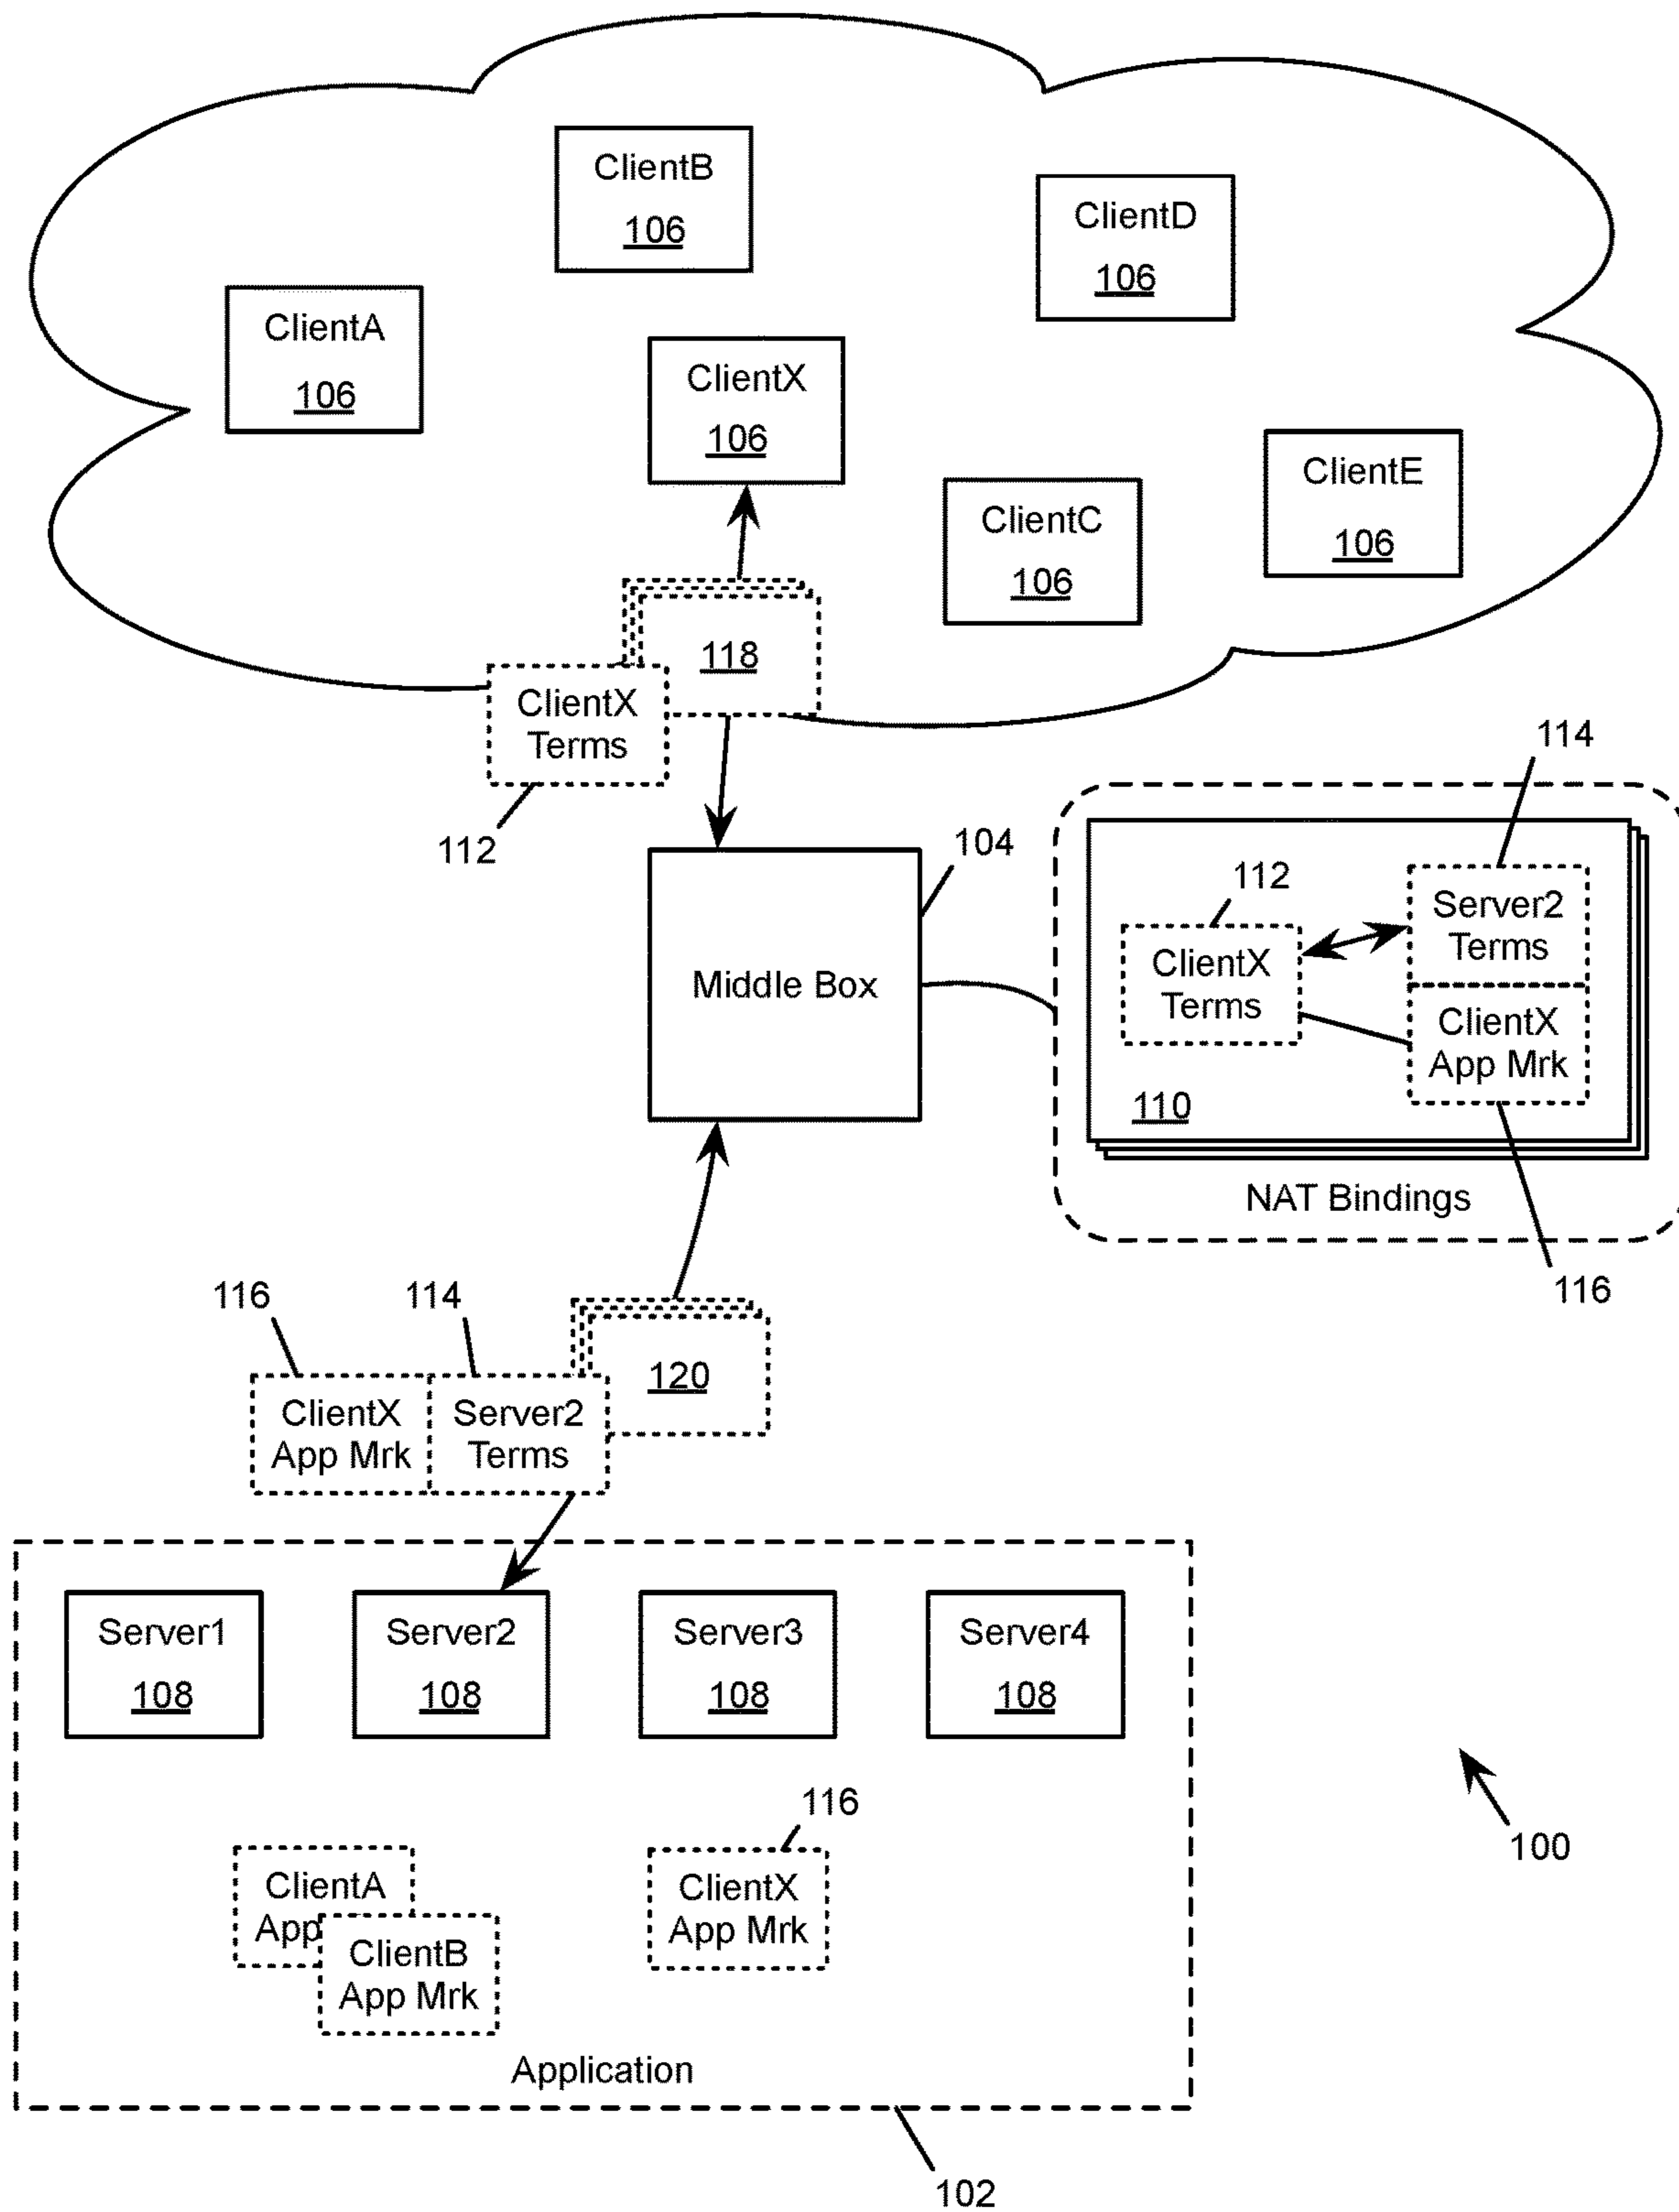 ClientB
106
ClientD
106
ClientA
106
ClientX
106
ClientE
106
ClientC
106
118
ClientX
Terms
112
114
104
112
Server2
Terms
ClientX
Terms
Middle Box
ClientX
App Mrk
110
NAT Bindings
116
116
114
120
ClientX
App Mrk
Server2
Terms
Server1
108
Server2
108
Server3
108
Server4
108
116
100
ClientA
App
ClientX
App Mrk
ClientB
App Mrk
Application
102